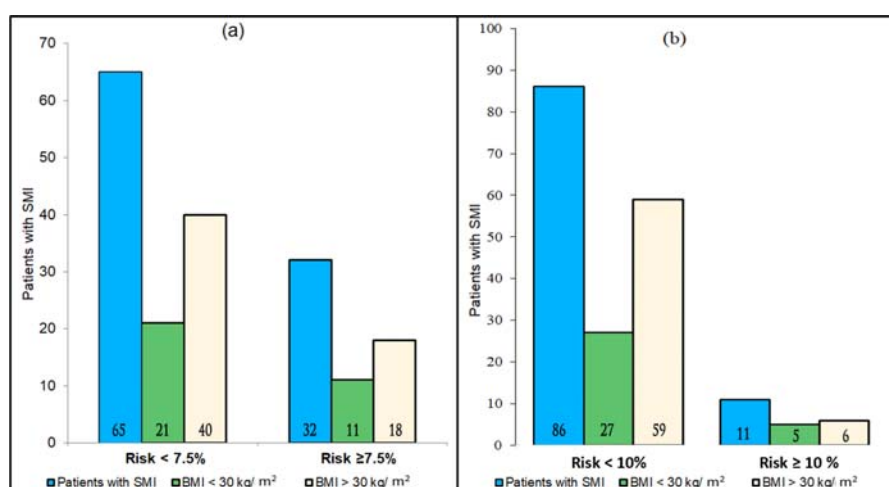 (a)
70
60
50
40
30
20
10
0
Patients with SMI
65 21 40 32 11 18
Risk < 7.5% Risk ≥7.5%
Patients with SMI BMI < 30 kg/ m² BMI > 30 kg/ m²
(b)
100
90
80
70
60
50
40
30
20
10
0
Patients with SMI
86 27 59 11 5 6
Risk < 10% Risk ≥ 10 %
Patients with SMI BMI < 30 kg/ m² BMI > 30 kg/ m²